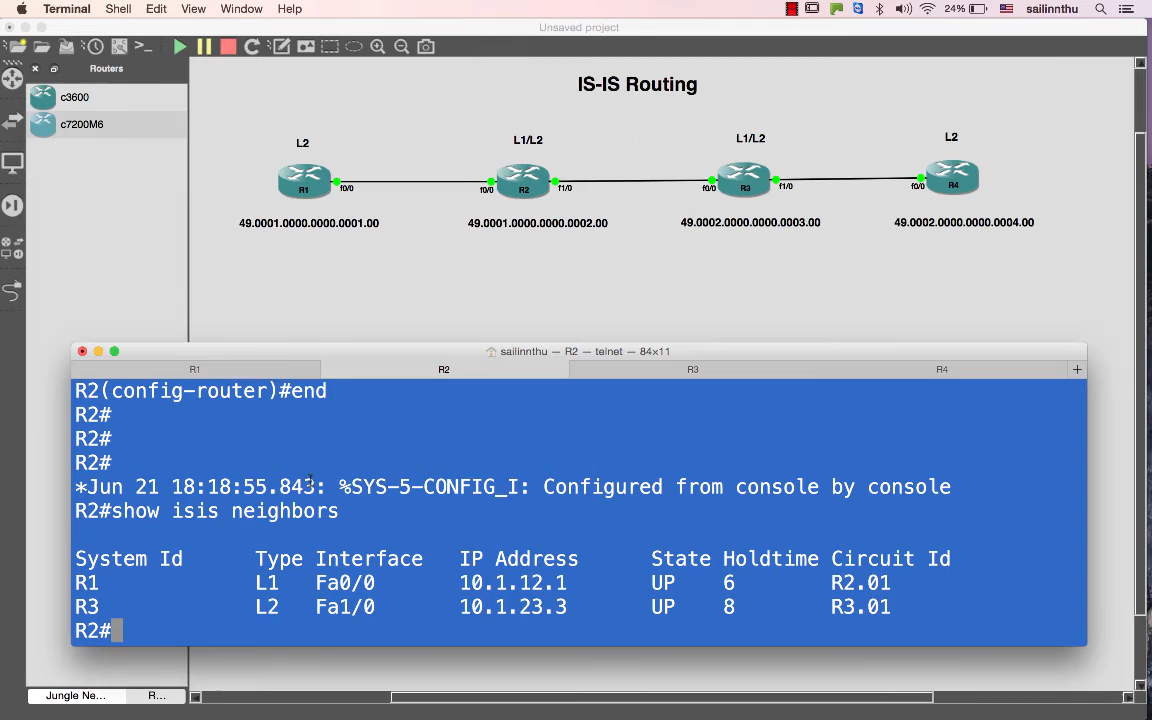 Terminal Shell Edit View Window Help 24% sailinnthu
Unsaved project
Routers
c3600
c7200M6
IS-IS Routing
L2 L1/L2 L1/L2 L2
R1 f0/0 f0/0 R2 f1/0 f0/0 R3 f1/0 f0/0 R4
49.0001.0000.0000.0001.00 49.0001.0000.0000.0002.00 49.0002.0000.0000.0003.00 49.0002.0000.0000.0004.00
sailinnthu — R2 — telnet — 84×11
R1 R2 R3 R4
R2(config-router)#end
R2#
R2#
R2#
*Jun 21 18:18:55.843: %SYS-5-CONFIG_I: Configured from console by console
R2#show isis neighbors
System Id Type Interface IP Address State Holdtime Circuit Id
R1 L1 Fa0/0 10.1.12.1 UP 6 R2.01
R3 L2 Fa1/0 10.1.23.3 UP 8 R3.01
R2#
Jungle Ne... R...